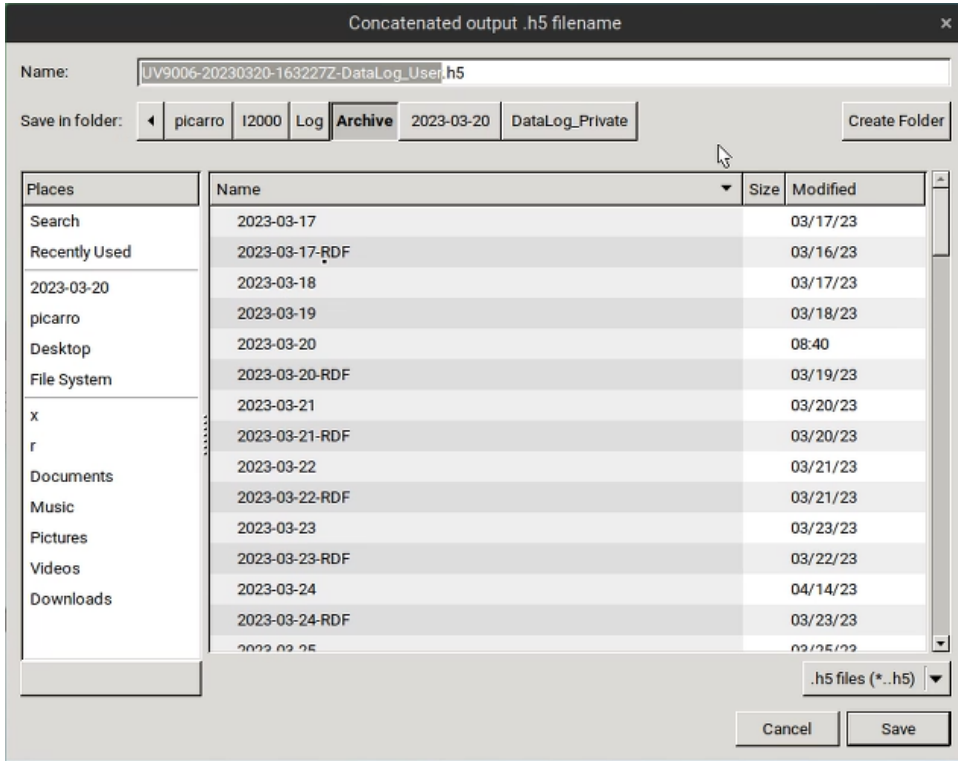 Concatenated output .h5 filename
Name: UV9006-20230320-163227Z-DataLog_User.h5
Save in folder: picarro I2000 Log Archive 2023-03-20 DataLog_Private Create Folder
Places Name Size Modified
Search 2023-03-17 03/17/23
Recently Used 2023-03-17-RDF 03/16/23
2023-03-20 2023-03-18 03/17/23
picarro 2023-03-19 03/18/23
Desktop 2023-03-20 08:40
File System 2023-03-20-RDF 03/19/23
x 2023-03-21 03/20/23
r 2023-03-21-RDF 03/20/23
Documents 2023-03-22 03/21/23
Music 2023-03-22-RDF 03/21/23
Pictures 2023-03-23 03/23/23
Videos 2023-03-23-RDF 03/22/23
Downloads 2023-03-24 04/14/23
2023-03-24-RDF 03/23/23
2023-03-25 03/25/23
.h5 files (*..h5)
Cancel Save